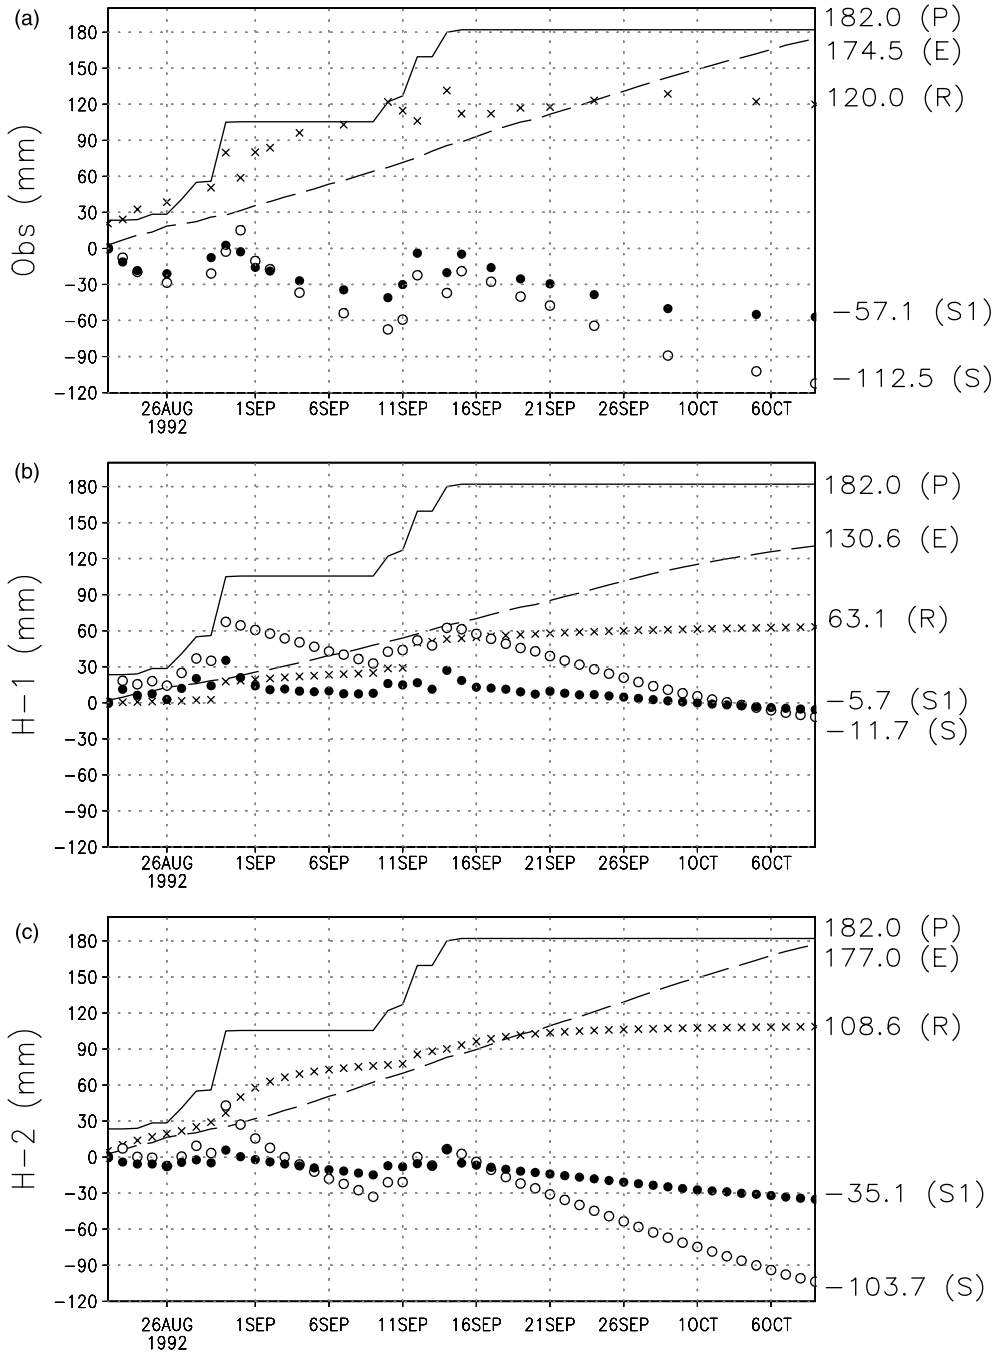 (a)
Obs (mm)
180
150
120
90
60
30
0
−30
−60
−90
−120
26AUG 1SEP 6SEP 11SEP 16SEP 21SEP 26SEP 1OCT 6OCT
1992
182.0 (P)
174.5 (E)
120.0 (R)
−57.1 (S1)
−112.5 (S)
(b)
H−1 (mm)
180
150
120
90
60
30
0
−30
−60
−90
−120
26AUG 1SEP 6SEP 11SEP 16SEP 21SEP 26SEP 1OCT 6OCT
1992
182.0 (P)
130.6 (E)
63.1 (R)
−5.7 (S1)
−11.7 (S)
(c)
H−2 (mm)
180
150
120
90
60
30
0
−30
−60
−90
−120
26AUG 1SEP 6SEP 11SEP 16SEP 21SEP 26SEP 1OCT 6OCT
1992
182.0 (P)
177.0 (E)
108.6 (R)
−35.1 (S1)
−103.7 (S)